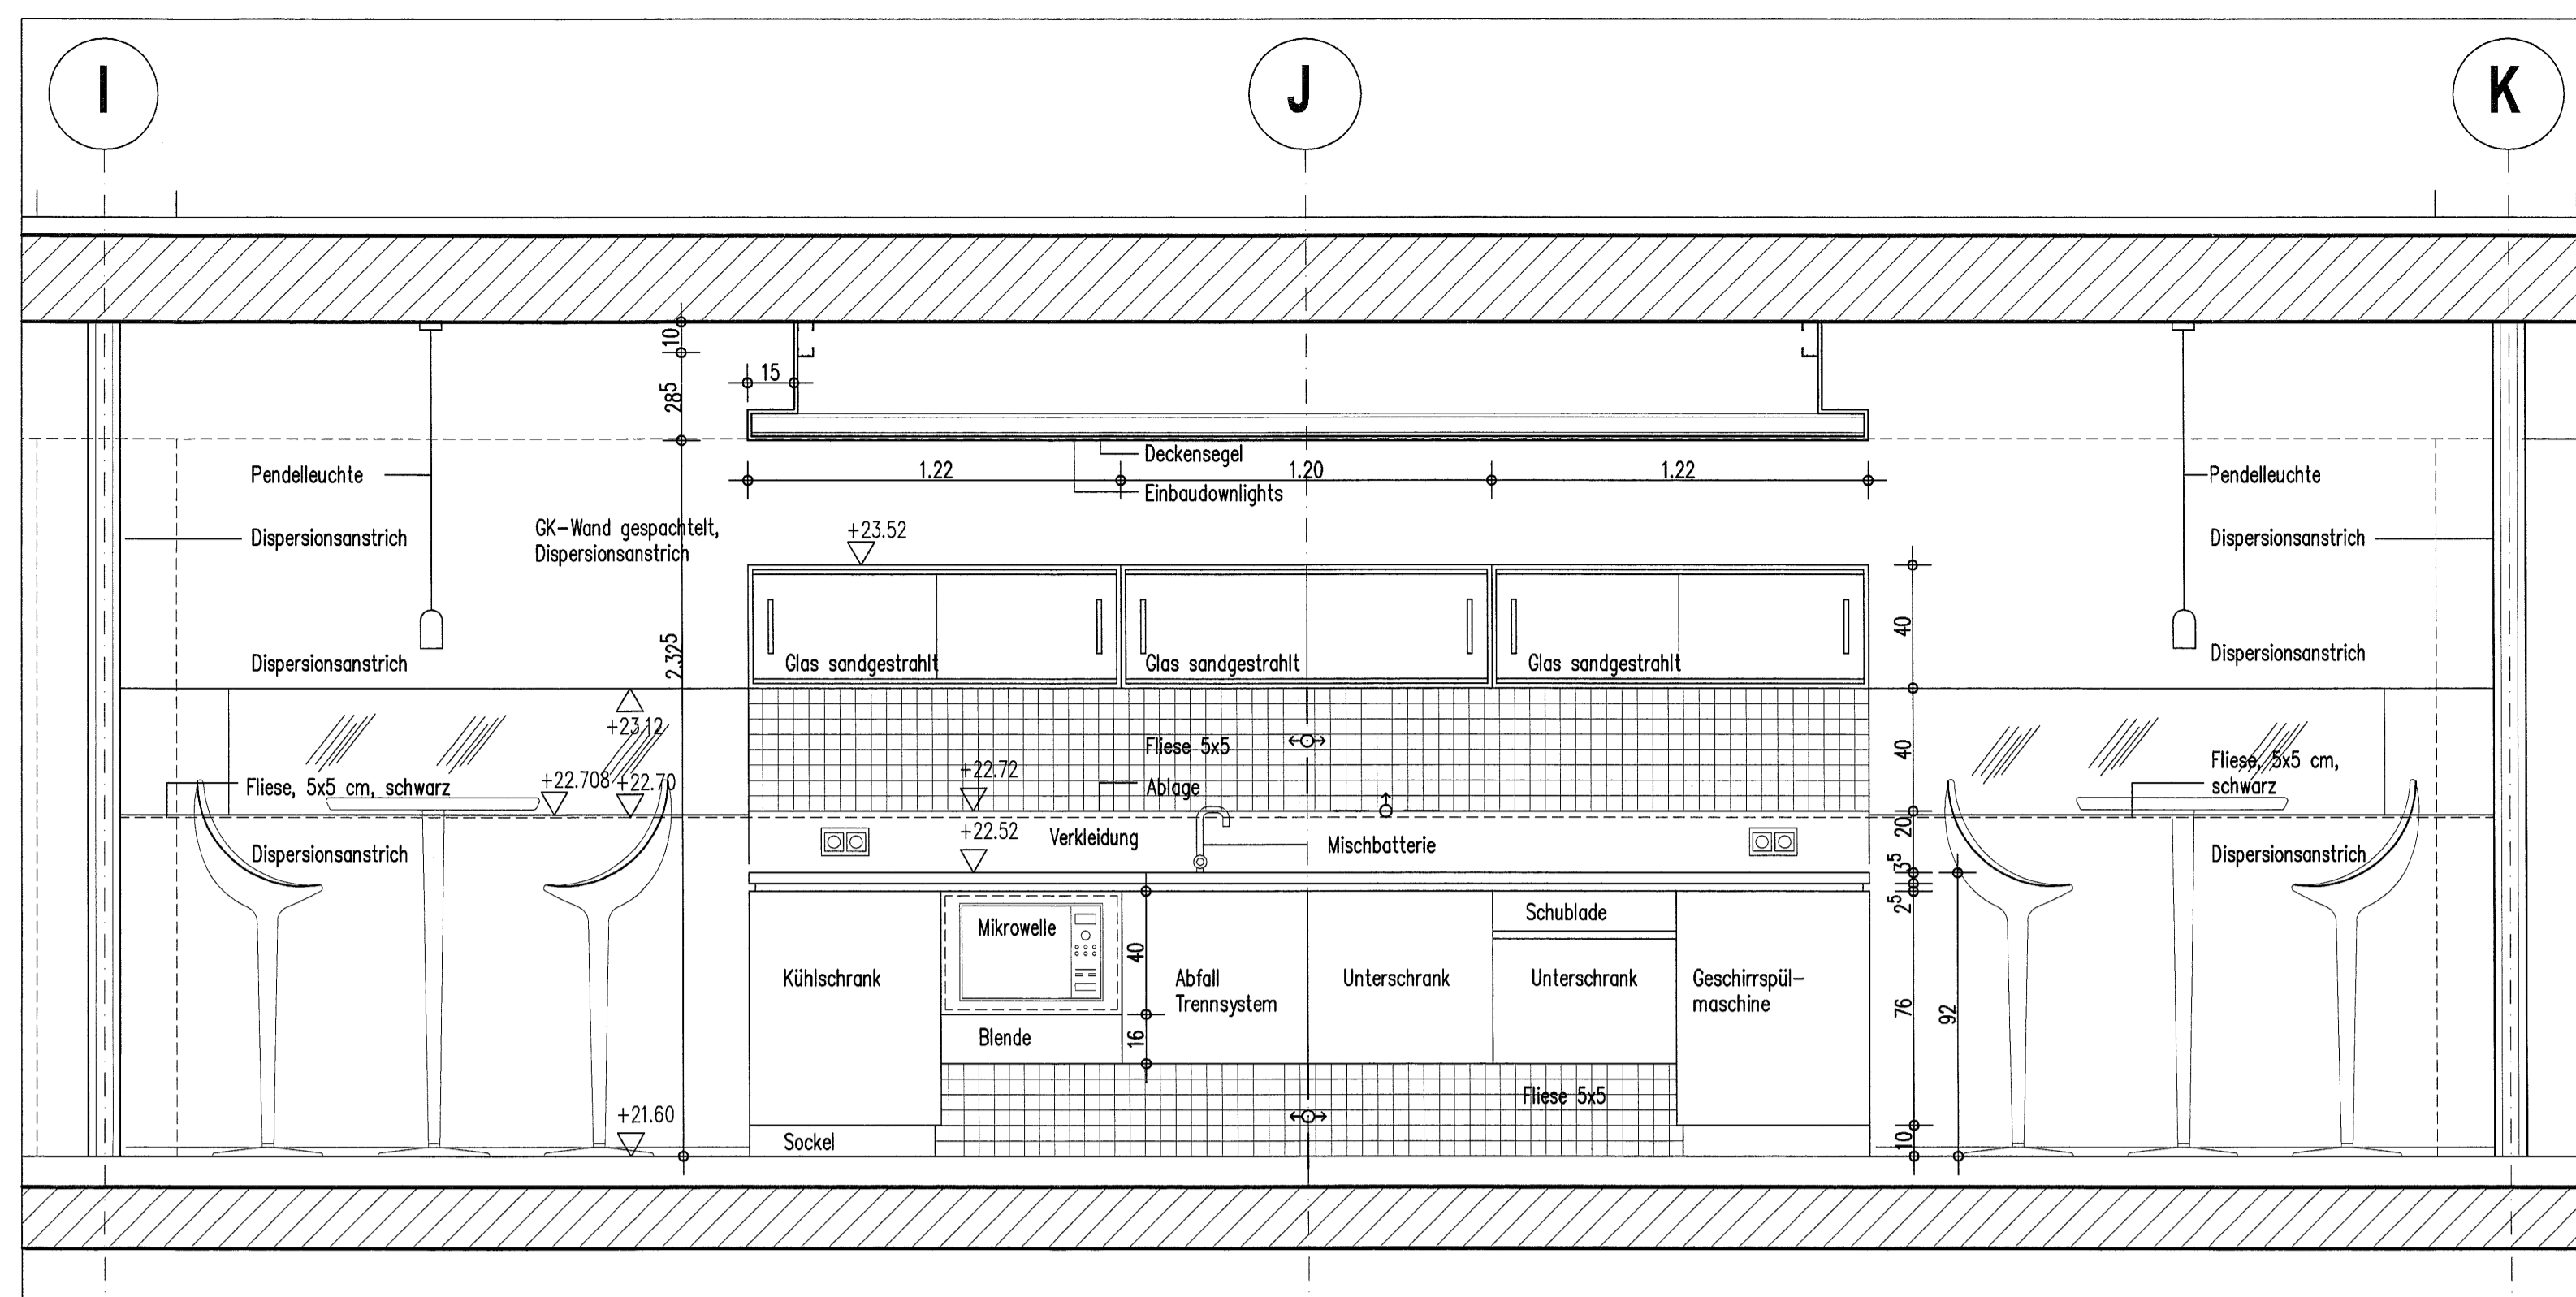 I
J
K
10
28⁵
15
Deckensegel
1.22
1.20
1.22
Einbaudownlights
Pendelleuchte
Pendelleuchte
Dispersionsanstrich
GK-Wand gespachtelt,
Dispersionsanstrich
+23.52
Dispersionsanstrich
2.32⁵
Dispersionsanstrich
Glas sandgestrahlt
Glas sandgestrahlt
Glas sandgestrahlt
40
Dispersionsanstrich
+23.12
Fliese 5x5
40
Fliese, 5x5 cm,
schwarz
Fliese, 5x5 cm, schwarz
+22.708
+22.70
+22.72
Ablage
20
Dispersionsanstrich
+22.52
Verkleidung
Mischbatterie
3⁵
2⁵
Dispersionsanstrich
Mikrowelle
40
Schublade
Kühlschrank
Abfall
Trennsystem
Unterschrank
Unterschrank
Geschirrspül-
maschine
76
92
Blende
16
Fliese 5x5
+21.60
Sockel
10